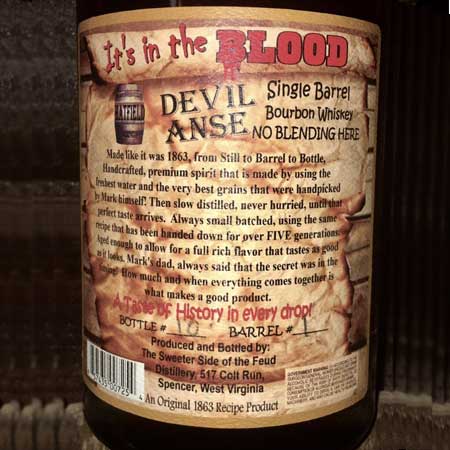 It's in the BLOOD
HATFIELD
DEVIL
ANSE
Single Barrel
Bourbon Whiskey
NO BLENDING HERE
Made like it was 1863, from Still to Barrel to Bottle,
Handcrafted, premium spirit that is made by using the
freshest water and the very best grains that were handpicked
by Mark himself! Then slow distilled, never hurried, until that
perfect taste arrives. Always small batched, using the same
recipe that has been handed down for over FIVE generations.
Aged enough to allow for a full rich flavor that tastes as good
as it looks. Mark's dad, always said that the secret was in the
timing! How much and when everything comes together is
what makes a good product.
A Taste of History in every drop!
BOTTLE # 10 BARREL # 1
Produced and Bottled by:
The Sweeter Side of the Feud
Distillery, 517 Colt Run,
Spencer, West Virginia
An Original 1863 Recipe Product
GOVERNMENT WARNING: